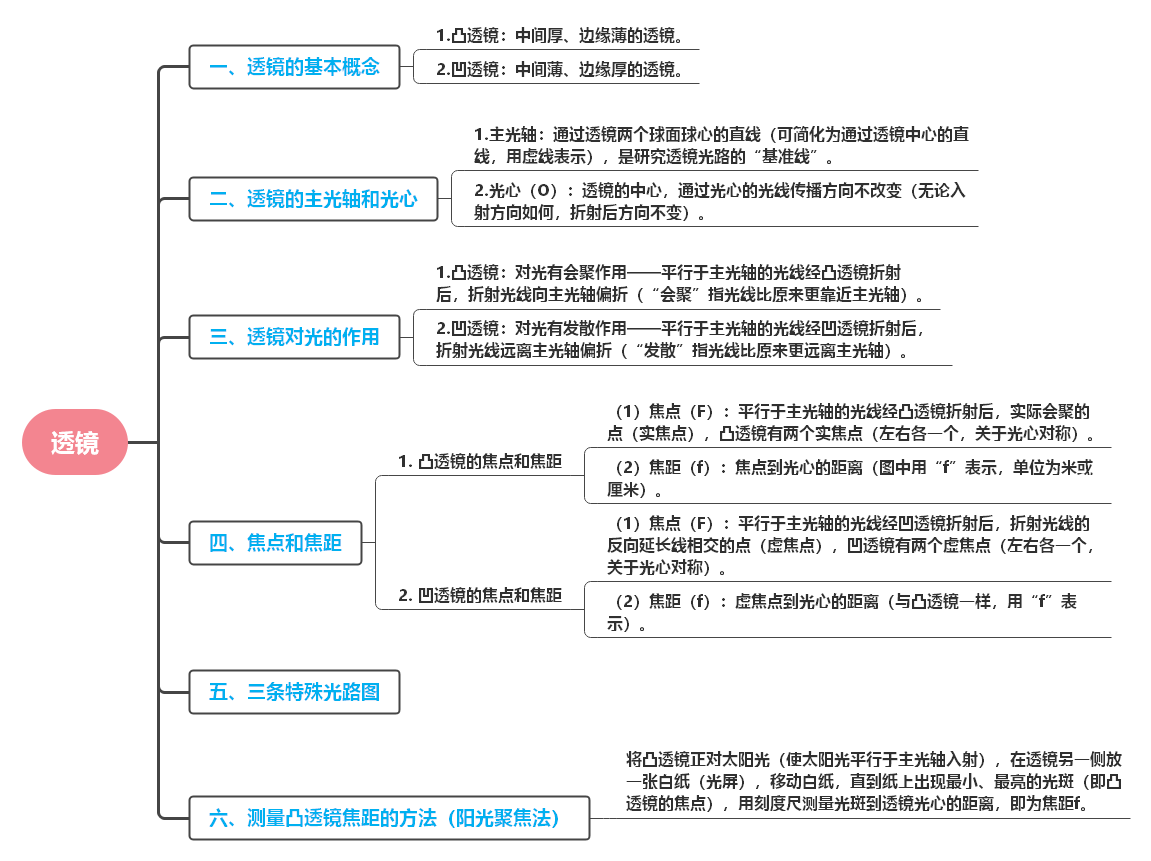 透镜
一、透镜的基本概念
1.凸透镜：中间厚、边缘薄的透镜。
2.凹透镜：中间薄、边缘厚的透镜。
二、透镜的主光轴和光心
1.主光轴：通过透镜两个球面球心的直线（可简化为通过透镜中心的直
线，用虚线表示），是研究透镜光路的“基准线”。
2.光心（O）：透镜的中心，通过光心的光线传播方向不改变（无论入
射方向如何，折射后方向不变）。
三、透镜对光的作用
1.凸透镜：对光有会聚作用——平行于主光轴的光线经凸透镜折射
后，折射光线向主光轴偏折（“会聚”指光线比原来更靠近主光轴）。
2.凹透镜：对光有发散作用——平行于主光轴的光线经凹透镜折射后，
折射光线远离主光轴偏折（“发散”指光线比原来更远离主光轴）。
四、焦点和焦距
1. 凸透镜的焦点和焦距
（1）焦点（F）：平行于主光轴的光线经凸透镜折射后，实际会聚的
点（实焦点），凸透镜有两个实焦点（左右各一个，关于光心对称）。
（2）焦距（f）：焦点到光心的距离（图中用“f”表示，单位为米或
厘米）。
2. 凹透镜的焦点和焦距
（1）焦点（F）：平行于主光轴的光线经凹透镜折射后，折射光线的
反向延长线相交的点（虚焦点），凹透镜有两个虚焦点（左右各一个，
关于光心对称）。
（2）焦距（f）：虚焦点到光心的距离（与凸透镜一样，用“f”表
示）。
五、三条特殊光路图
六、测量凸透镜焦距的方法（阳光聚焦法）
将凸透镜正对太阳光（使太阳光平行于主光轴入射），在透镜另一侧放
一张白纸（光屏），移动白纸，直到纸上出现最小、最亮的光斑（即凸
透镜的焦点），用刻度尺测量光斑到透镜光心的距离，即为焦距f。